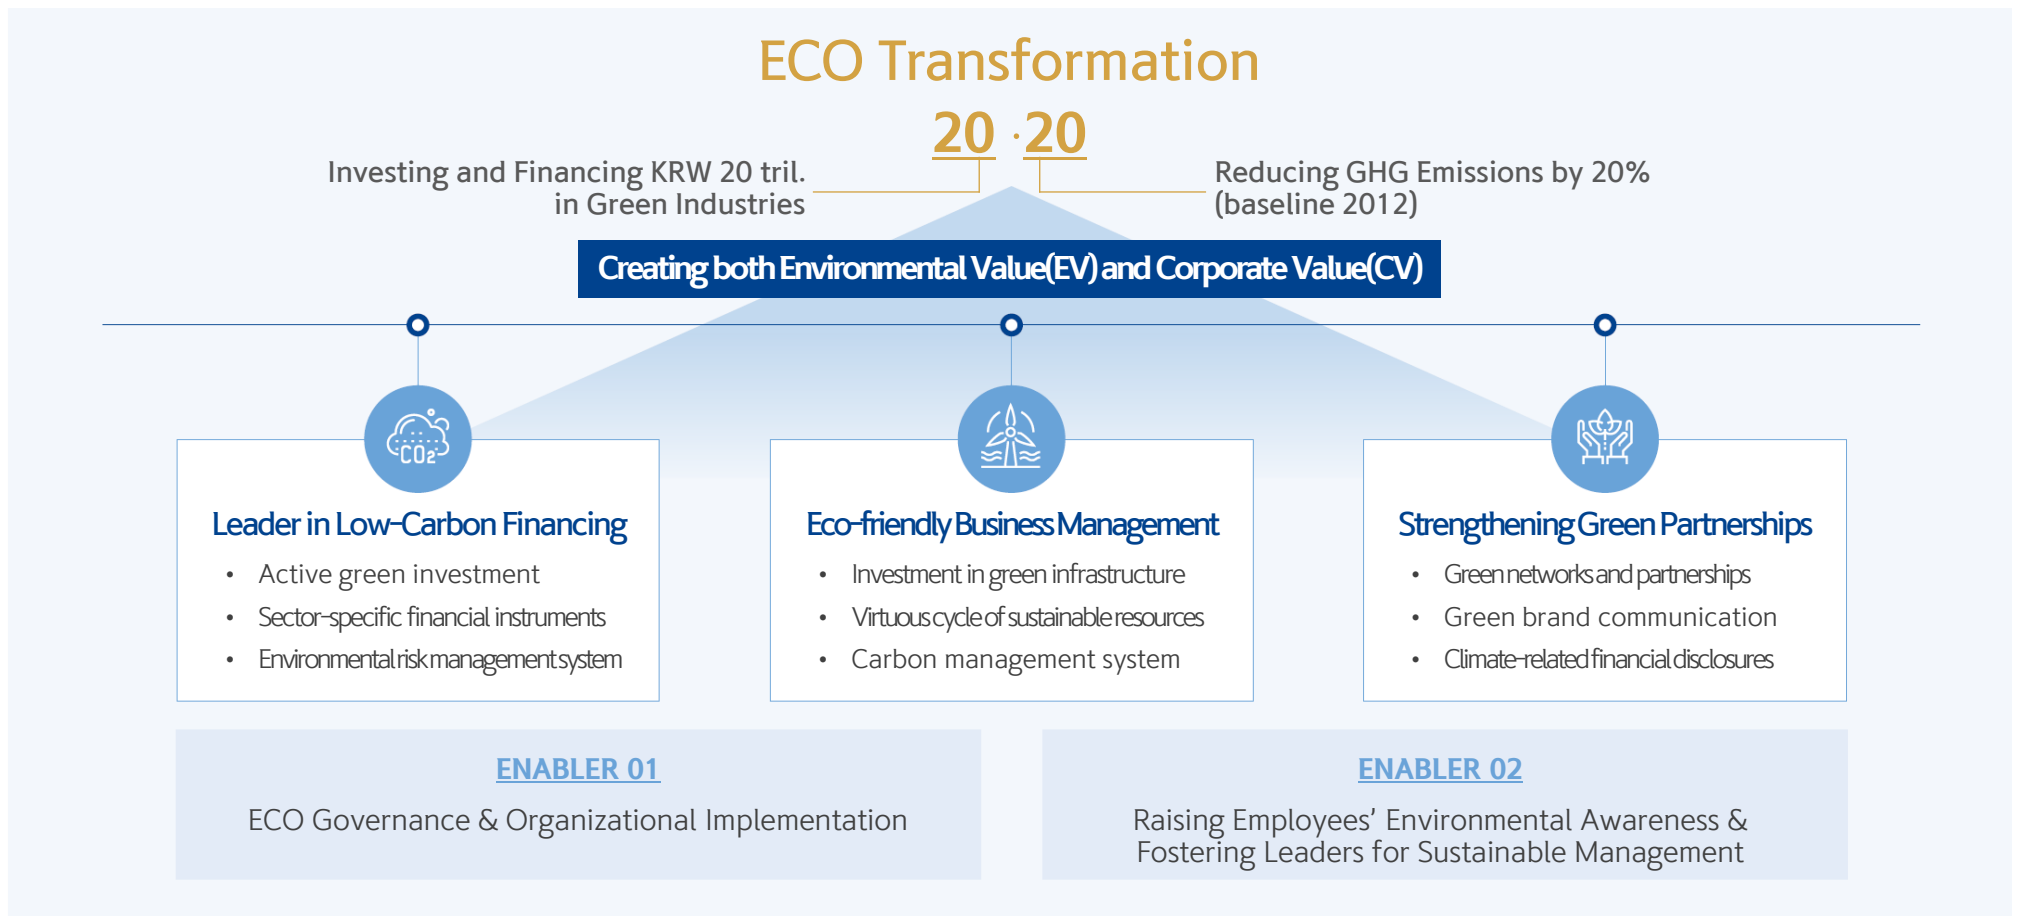 ECO Transformation
20 · 20
Investing and Financing KRW 20 tril.
in Green Industries
Reducing GHG Emissions by 20%
(baseline 2012)
Creating both Environmental Value(EV) and Corporate Value(CV)
CO2
Leader in Low-Carbon Financing
• Active green investment
• Sector-specific financial instruments
• Environmental risk management system
Eco-friendly Business Management
• Investment in green infrastructure
• Virtuous cycle of sustainable resources
• Carbon management system
Strengthening Green Partnerships
• Green networks and partnerships
• Green brand communication
• Climate-related financial disclosures
ENABLER 01
ECO Governance & Organizational Implementation
ENABLER 02
Raising Employees’ Environmental Awareness &
Fostering Leaders for Sustainable Management